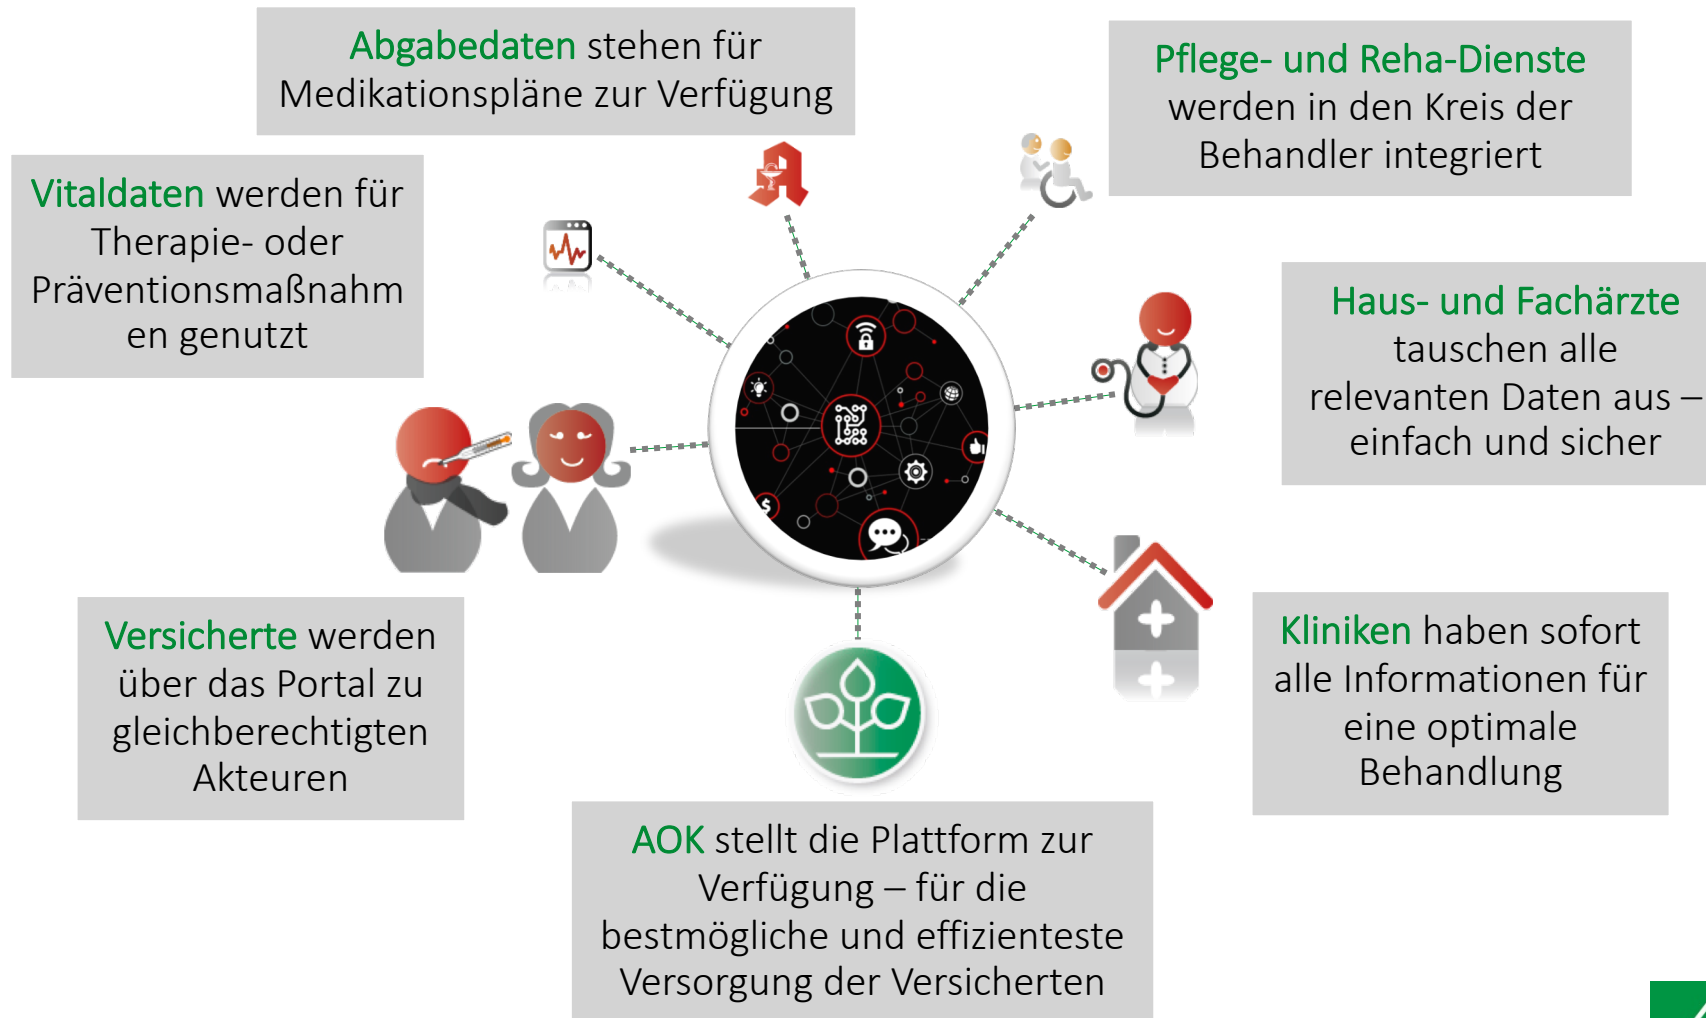 Abgabedaten stehen für
Medikationspläne zur Verfügung
Pflege- und Reha-Dienste
werden in den Kreis der
Behandler integriert
Vitaldaten werden für
Therapie- oder
Präventionsmaßnahm
en genutzt
Haus- und Fachärzte
tauschen alle
relevanten Daten aus –
einfach und sicher
Versicherte werden
über das Portal zu
gleichberechtigten
Akteuren
Kliniken haben sofort
alle Informationen für
eine optimale
Behandlung
AOK stellt die Plattform zur
Verfügung – für die
bestmögliche und effizienteste
Versorgung der Versicherten